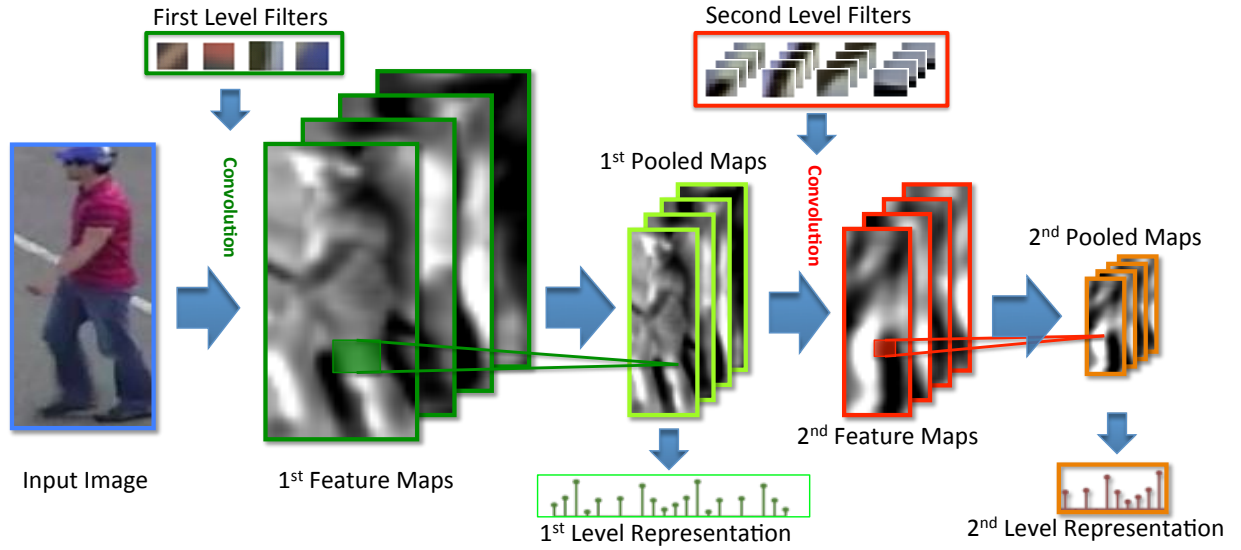 First Level Filters
Second Level Filters
Convolution
1st Pooled Maps
Convolution
2nd Pooled Maps
Input Image
1st Feature Maps
2nd Feature Maps
1st Level Representation
2nd Level Representation